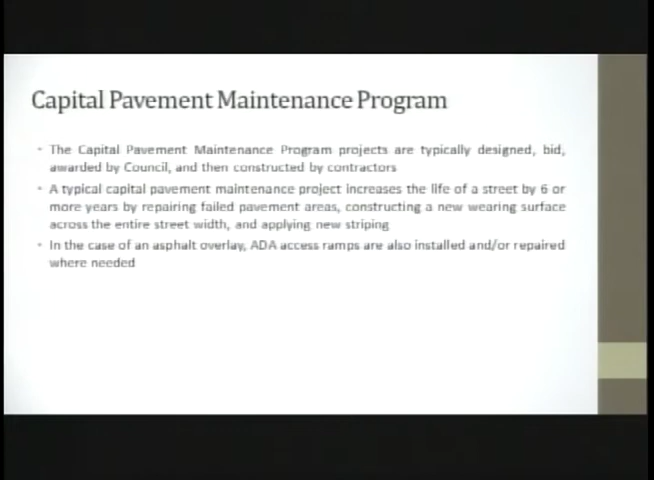 Capital Pavement Maintenance Program
• The Capital Pavement Maintenance Program projects are typically designed, bid,
awarded by Council, and then constructed by contractors
• A typical capital pavement maintenance project increases the life of a street by 6 or
more years by repairing failed pavement areas, constructing a new wearing surface
across the entire street width, and applying new striping
• In the case of an asphalt overlay, ADA access ramps are also installed and/or repaired
where needed